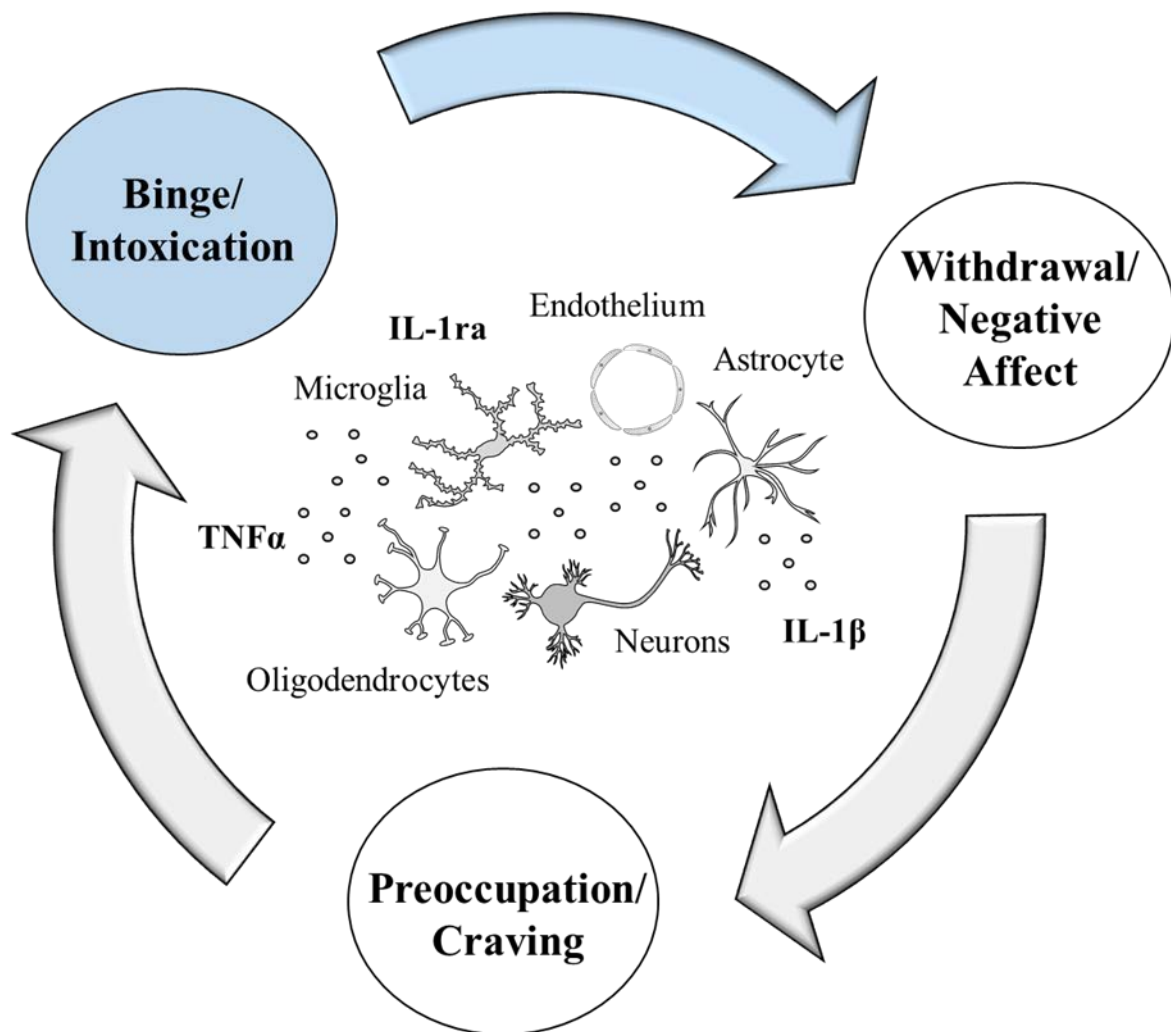 Binge/
Intoxication
Withdrawal/
Negative
Affect
Endothelium
IL-1ra
Astrocyte
Microglia
TNFα
IL-1β
Neurons
Oligodendrocytes
Preoccupation/
Craving